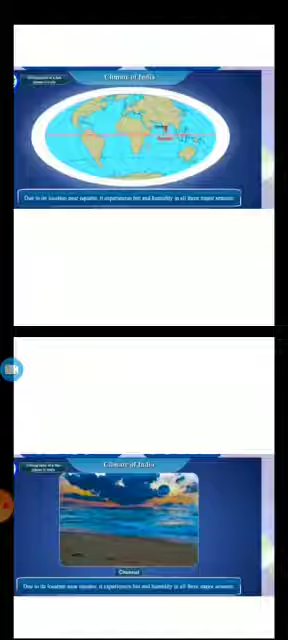 Climate of India
Due to its location near equator, it experiences hot and humidity in all three major seasons.
Climate of India
Chennai
Due to its location near equator, it experiences hot and humidity in all three major seasons.